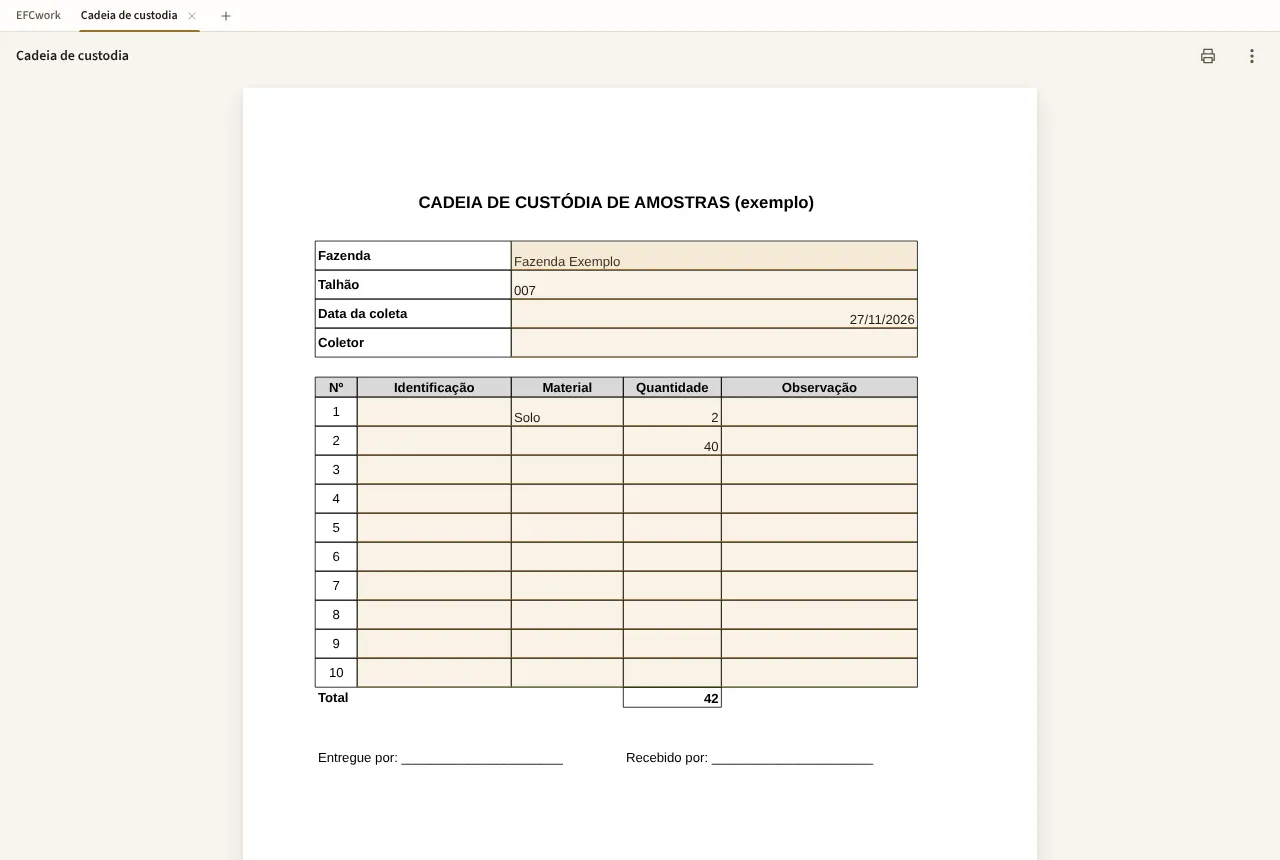 EFCwork Cadeia de custodia
Cadeia de custodia
CADEIA DE CUSTÓDIA DE AMOSTRAS (exemplo)
Fazenda Fazenda Exemplo
Talhão 007
Data da coleta 27/11/2026
Coletor
Nº Identificação Material Quantidade Observação
1 Solo 2
2 40
3
4
5
6
7
8
9
10
Total 42
Entregue por: ______________________ Recebido por: ______________________